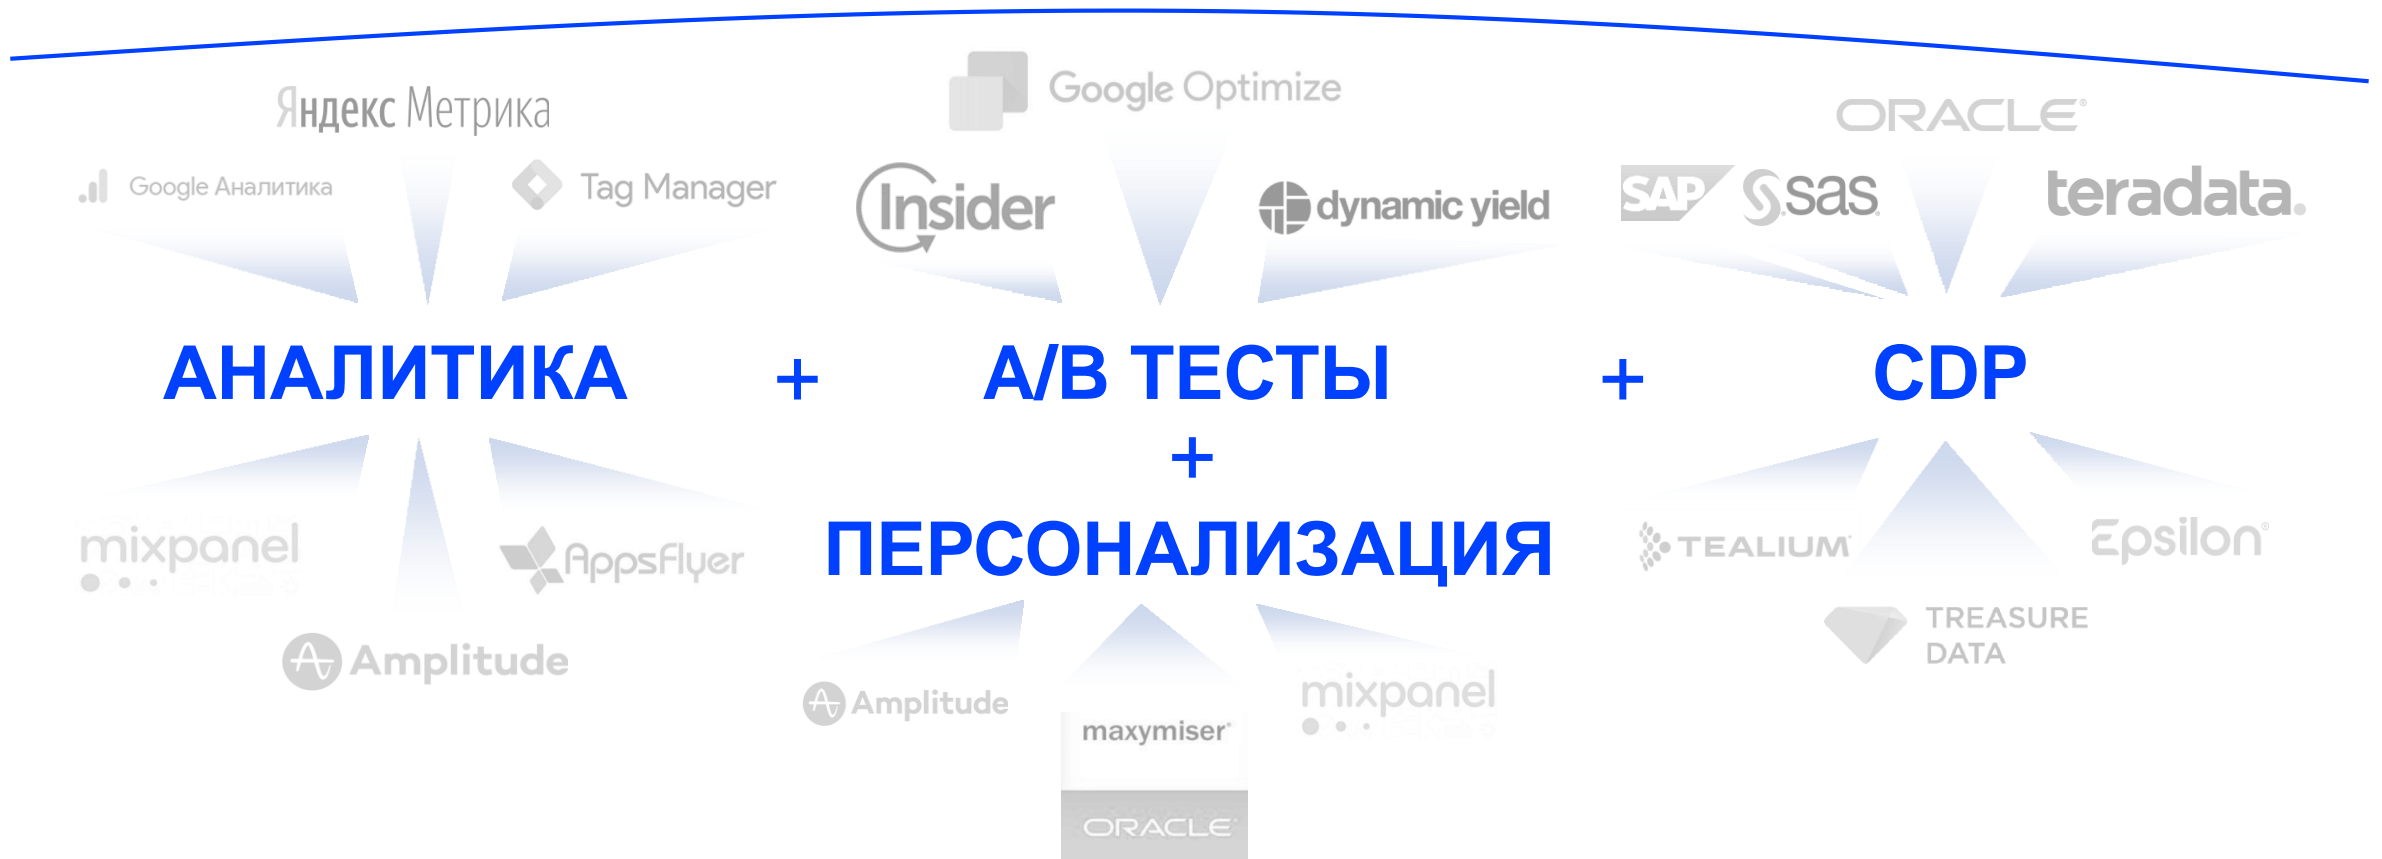 Яндекс Метрика
Google Аналитика
Tag Manager
Google Optimize
Insider
dynamic yield
ORACLE®
SAP
sas.
teradata.
АНАЛИТИКА + А/В ТЕСТЫ + CDP
+
ПЕРСОНАЛИЗАЦИЯ
mixpanel
AppsFlyer
Amplitude
Amplitude
maxymiser®
ORACLE
mixpanel
TEALIUM
Epsilon®
TREASURE
DATA